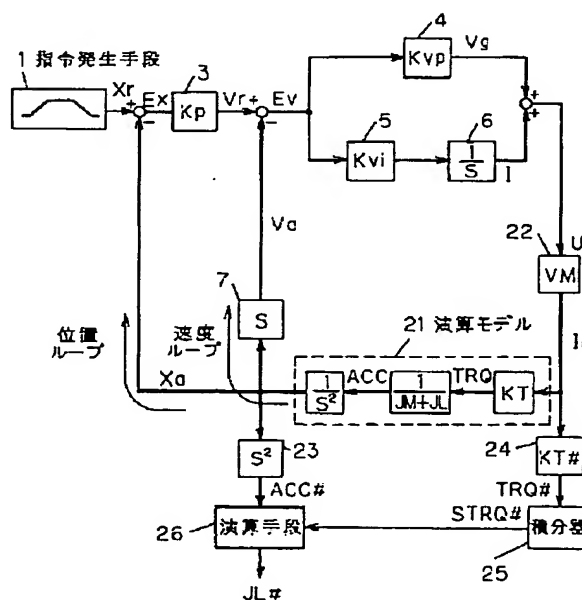 1 指令発生手段
Xr
+
-
Ex
3
Kp
Vr
+
-
Ev
4
Kvp
Vg
+
+
5
Kvi
6
1
S
I
U
22
VM
Va
7
S
位置
ループ
速度
ループ
21 演算モデル
Xa
1
S²
ACC
1
JM+JL
TRQ
KT
S²
23
ACC#
24
KT#
TRQ#
STRQ#
26
演算手段
積分器
25
JL#